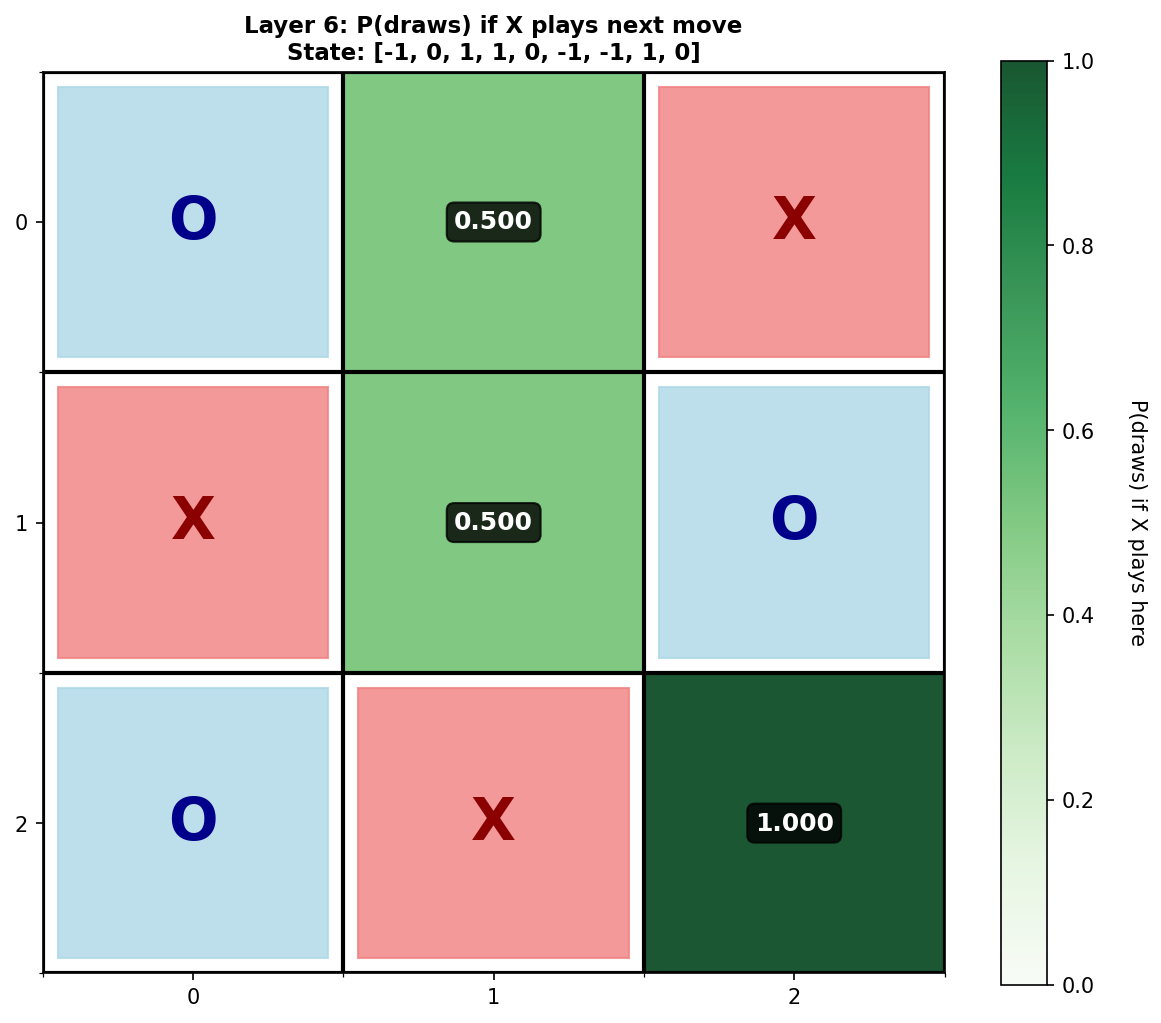 Layer 6: P(draws) if X plays next move
State: [-1, 0, 1, 1, 0, -1, -1, 1, 0]
0
O
0.500
X
1
X
0.500
O
2
O
X
1.000
0
1
2
1.0
0.8
0.6
0.4
0.2
0.0
P(draws) if X plays here